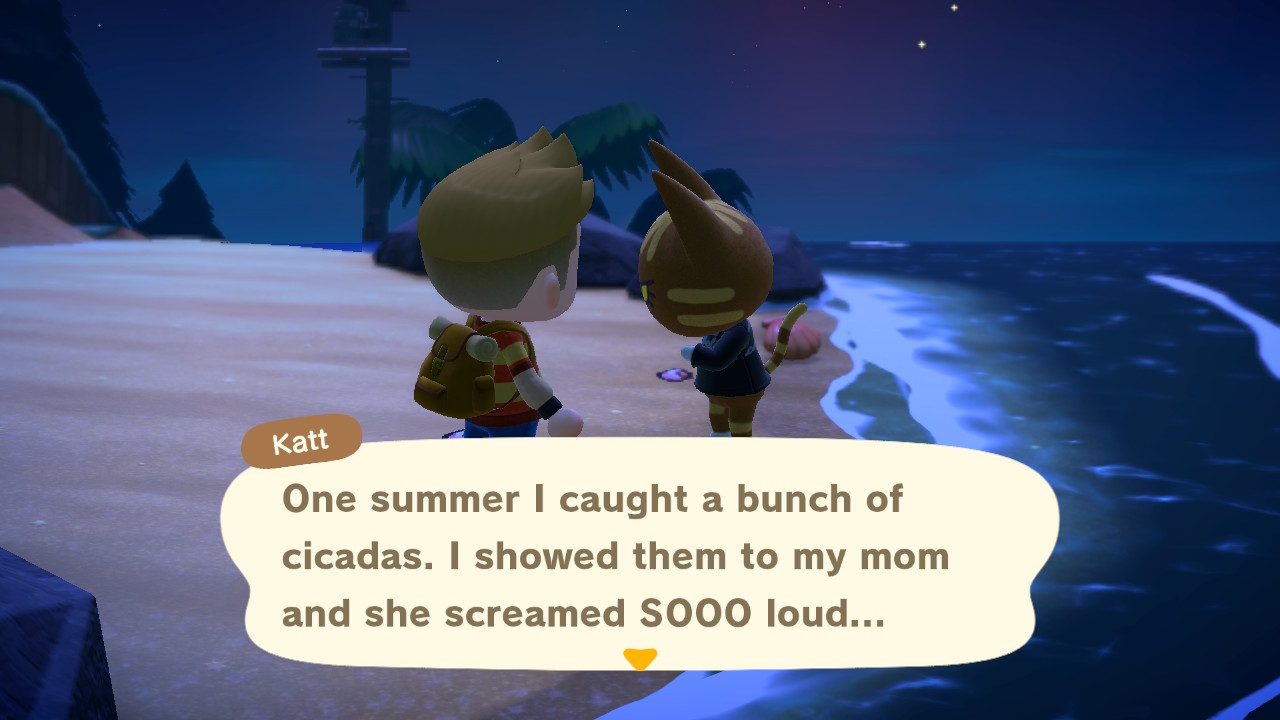 Katt
One summer I caught a bunch of
cicadas. I showed them to my mom
and she screamed SOOO loud...